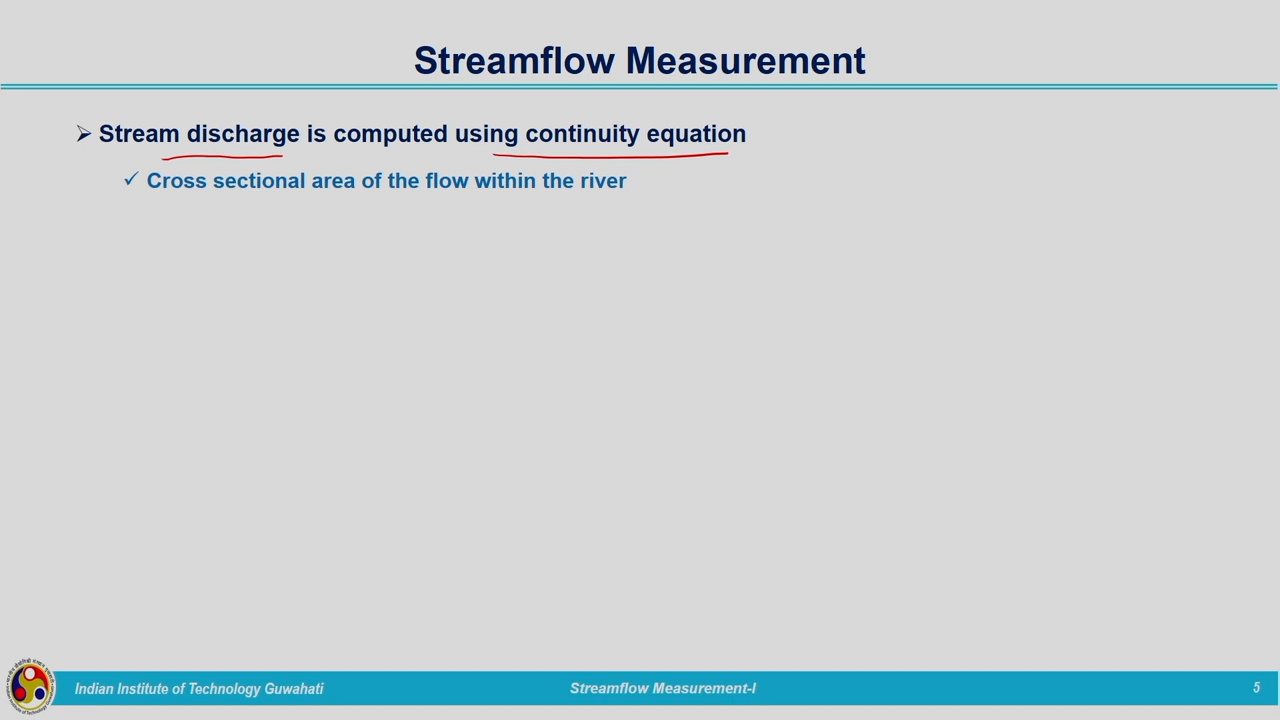 Streamflow Measurement
Stream discharge is computed using continuity equation
Cross sectional area of the flow within the river
Indian Institute of Technology Guwahati
Streamflow Measurement-I
5